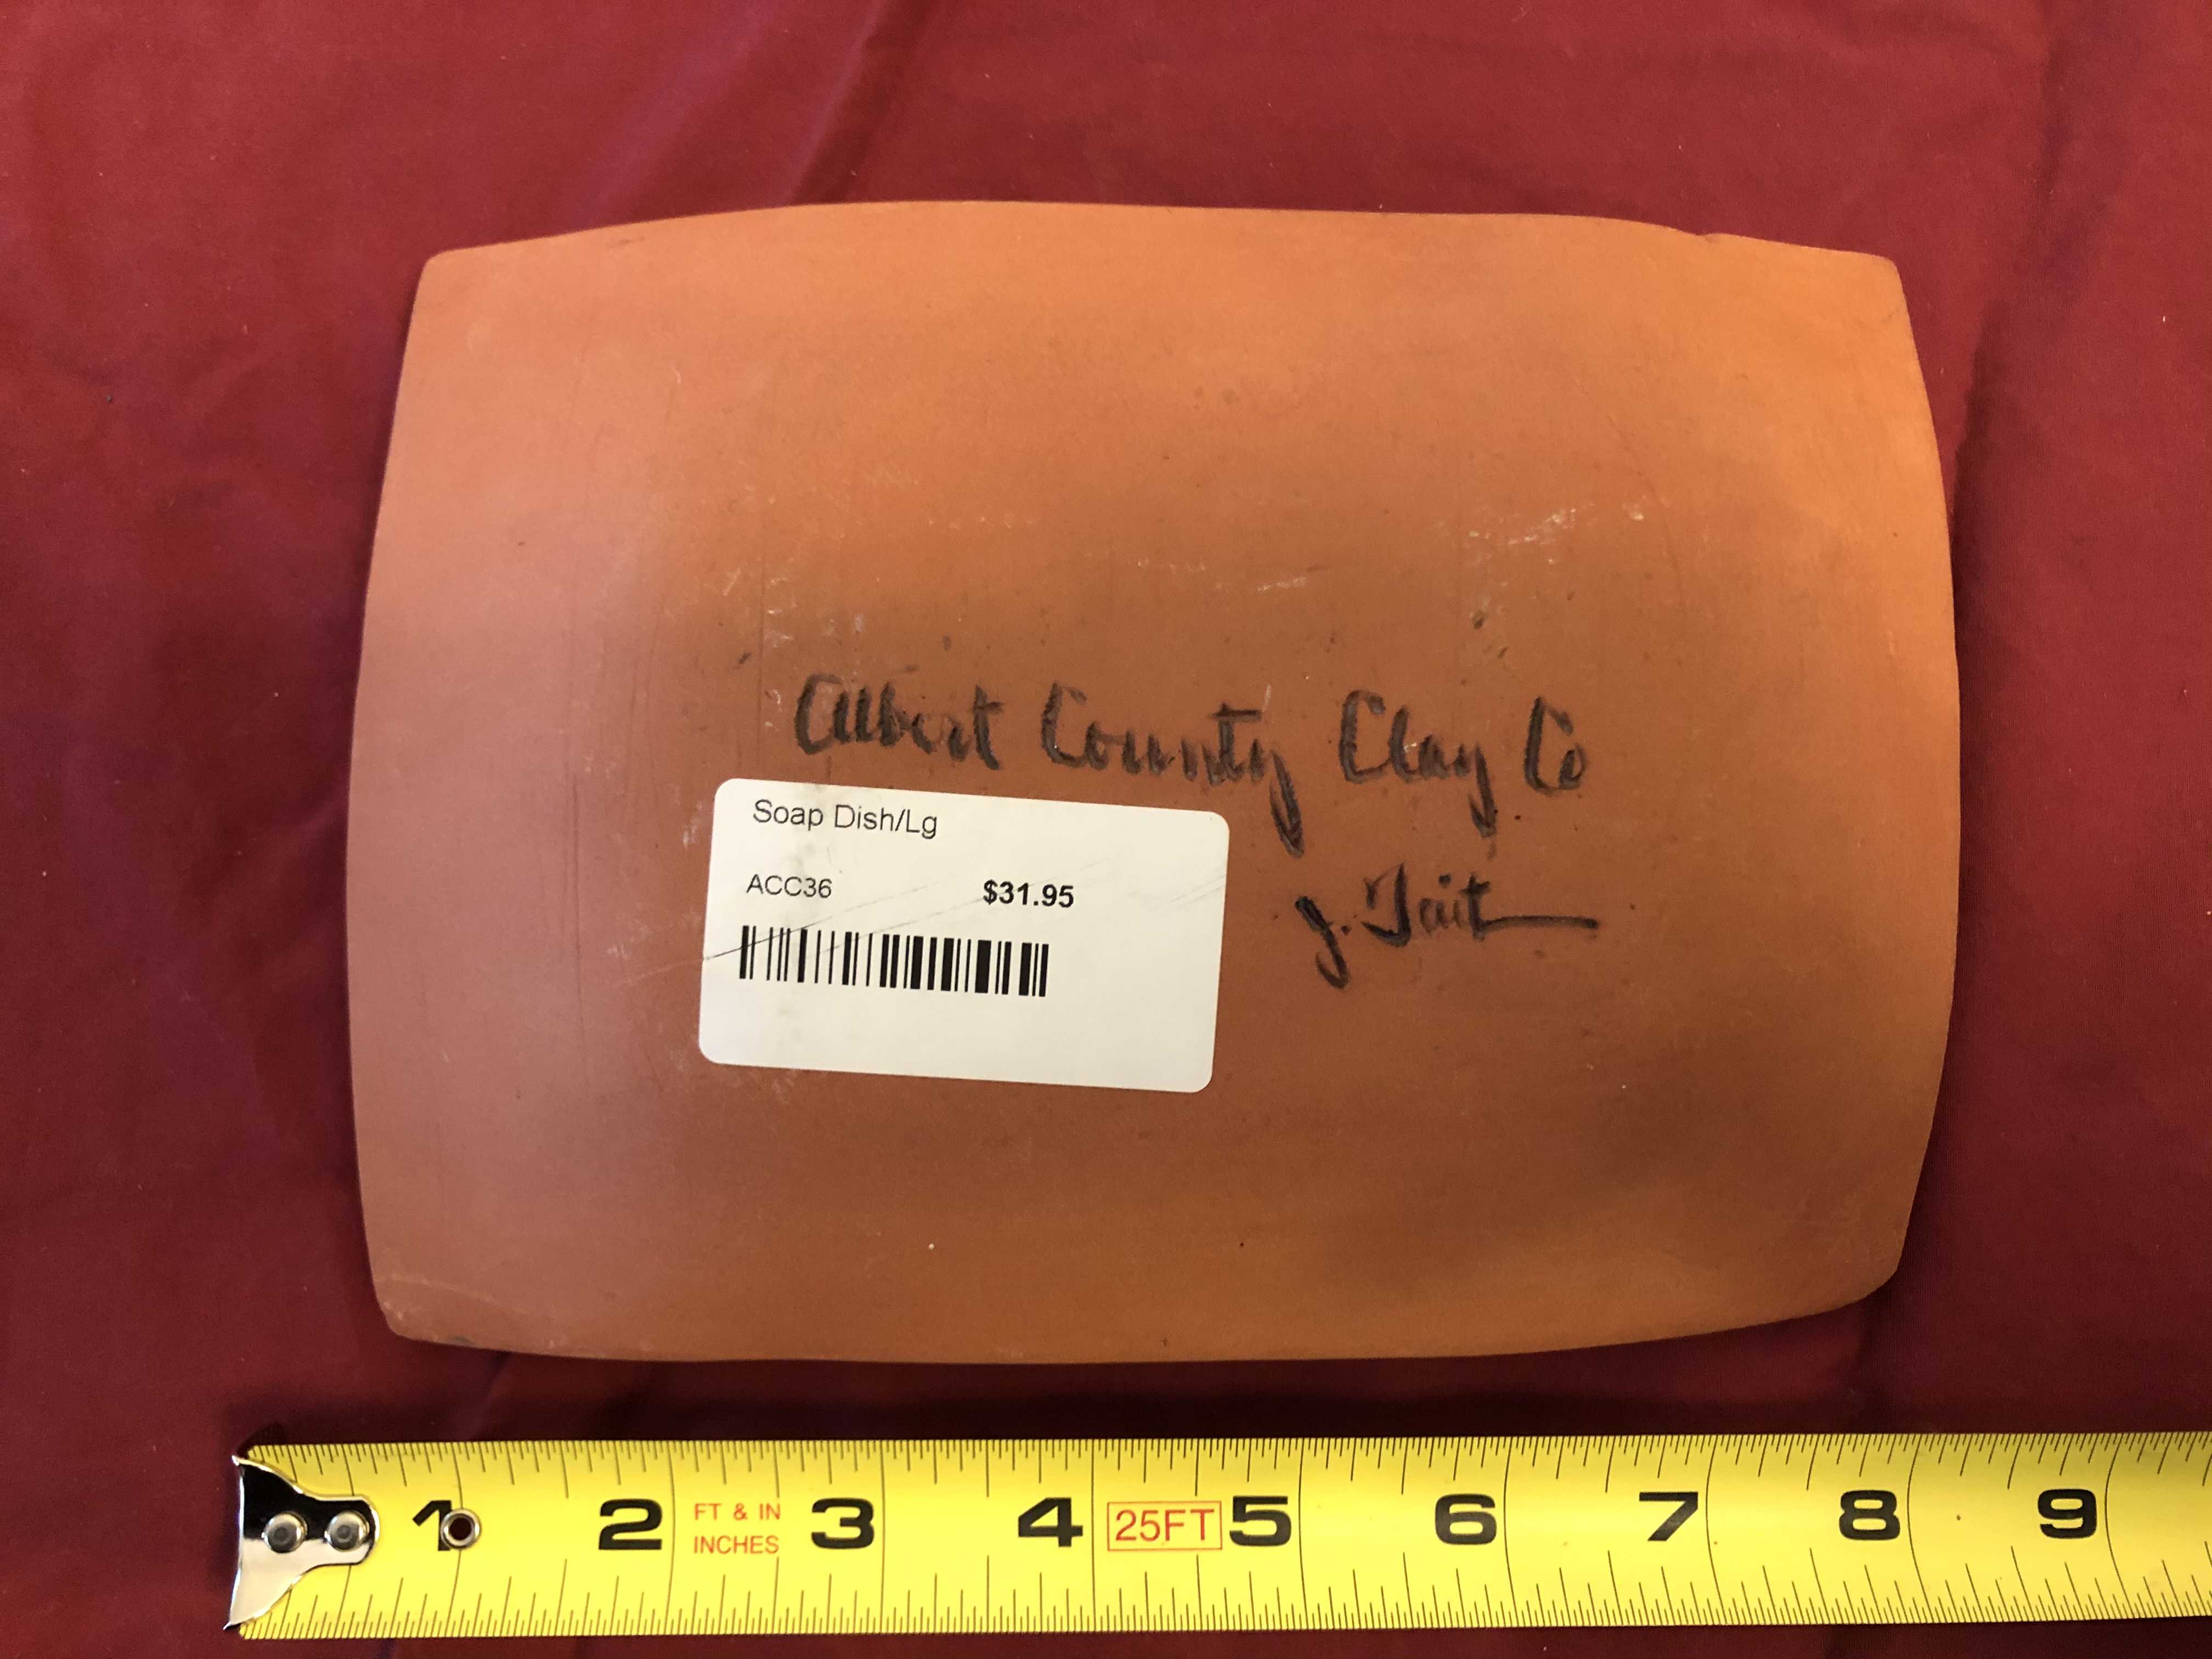 Albert County Clay Co
J. Tait
Soap Dish/Lg
ACC36 $31.95
1 2 FT & IN INCHES 3 4 25FT 5 6 7 8 9